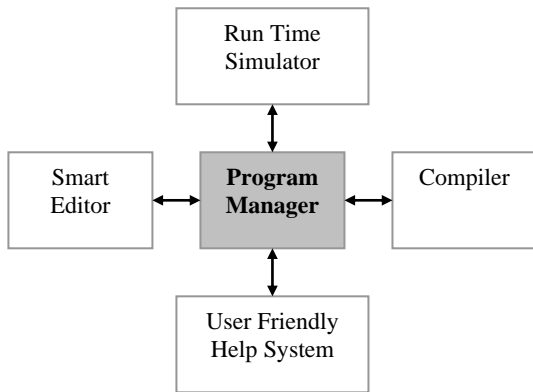 Run Time
Simulator
Smart
Editor
Program
Manager
Compiler
User Friendly
Help System